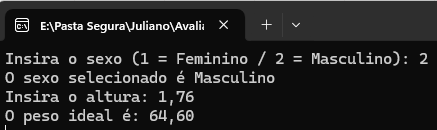 E:\Pasta Segura\Juliano\Avalia
Insira o sexo (1 = Feminino / 2 = Masculino): 2
O sexo selecionado é Masculino
Insira o altura: 1,76
O peso ideal é: 64,60